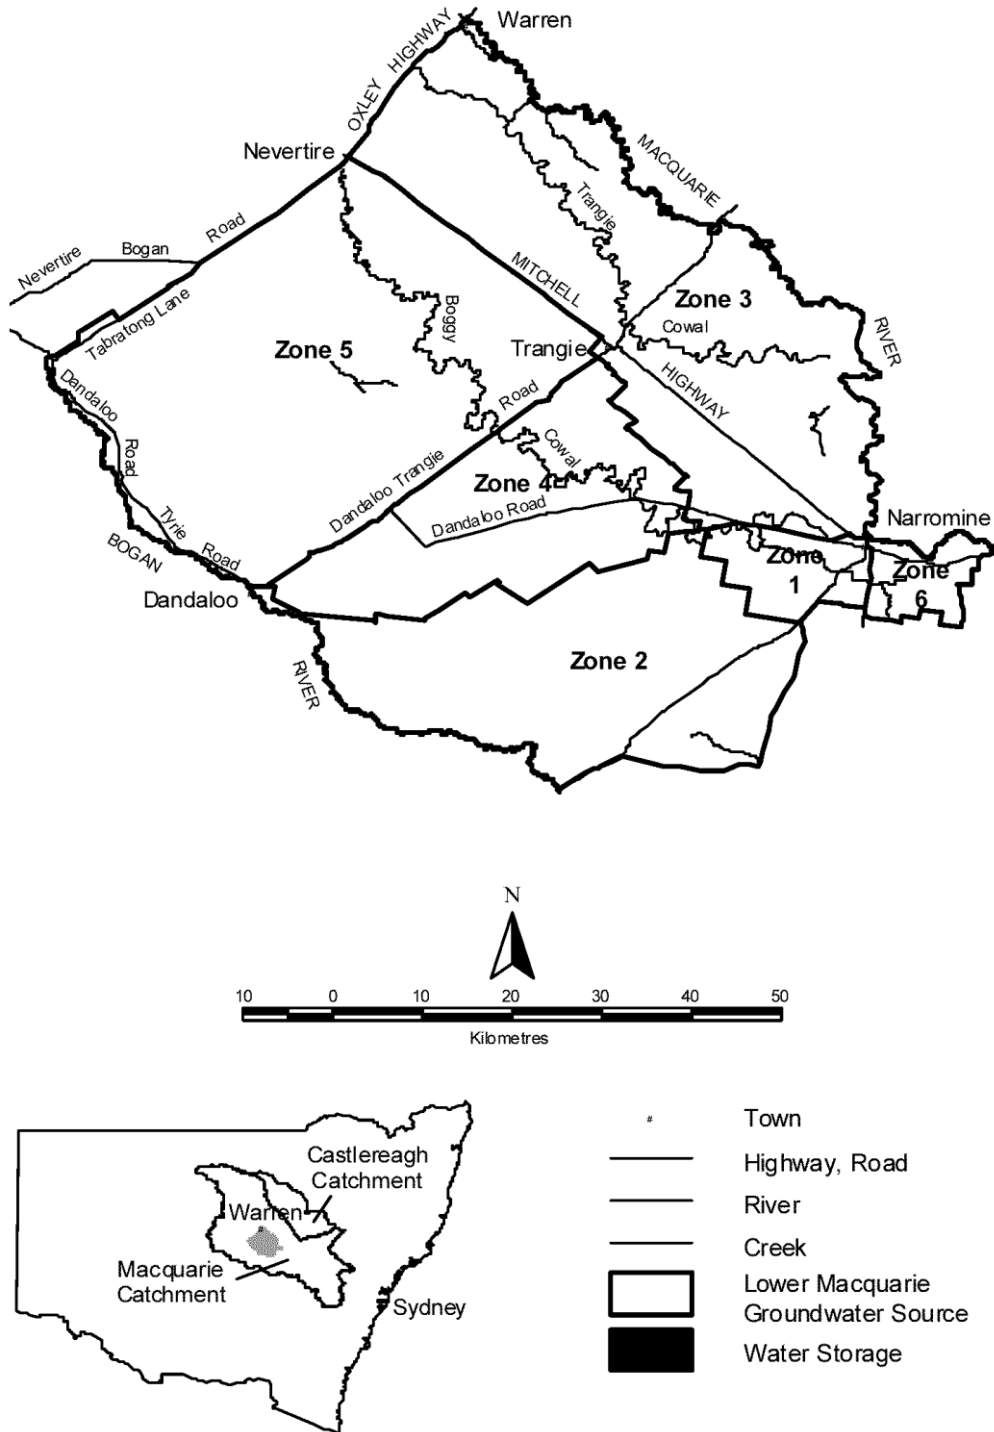 Warren
OXLEY HIGHWAY
Nevertire
MACQUARIE
Trangie
Road
Bogan
Nevertire
Tabratong Lane
MITCHELL
Zone 3
Boggy
Cowal
RIVER
Zone 5
Trangie
HIGHWAY
Road
Dandaloo
Road
Cowal
Dandaloo Trangie
Zone 4
Dandaloo Road
Tyrie
Road
BOGAN
Narromine
Zone
1
Zone
6
Dandaloo
RIVER
Zone 2
N
10 0 10 20 30 40 50
Kilometres
Castlereagh
Catchment
Warren
Macquarie
Catchment
Sydney
Town
Highway, Road
River
Creek
Lower Macquarie
Groundwater Source
Water Storage